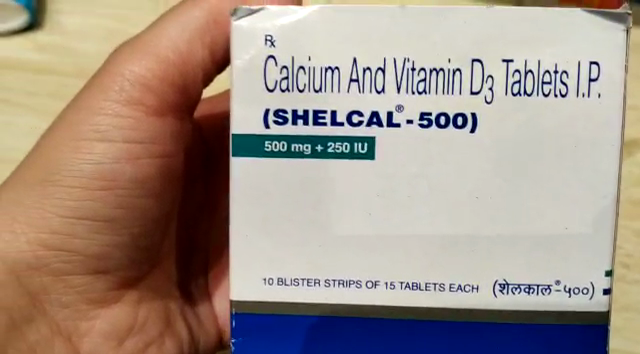 Rx
Calcium And Vitamin D3 Tablets I.P.
(SHELCAL®-500)
500 mg + 250 IU
10 BLISTER STRIPS OF 15 TABLETS EACH (शेलकाल®-५००)